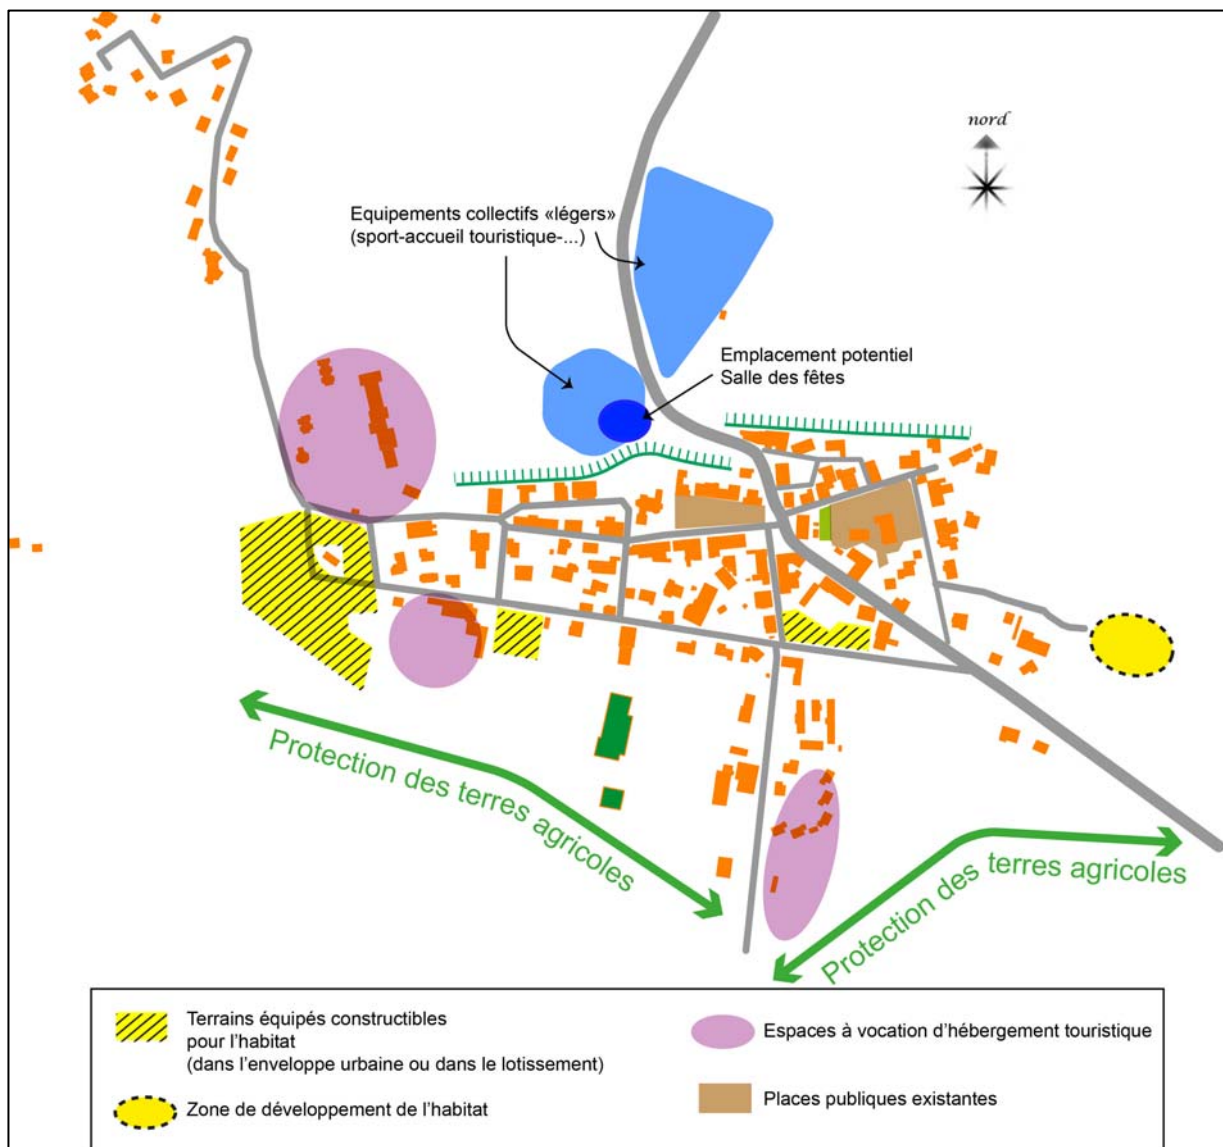 nord
Equipements collectifs «légers»
(sport-accueil touristique-...)
Emplacement potentiel
Salle des fêtes
Protection des terres agricoles
Protection des terres agricoles
Terrains équipés constructibles
pour l'habitat
(dans l'enveloppe urbaine ou dans le lotissement)
Zone de développement de l'habitat
Espaces à vocation d'hébergement touristique
Places publiques existantes